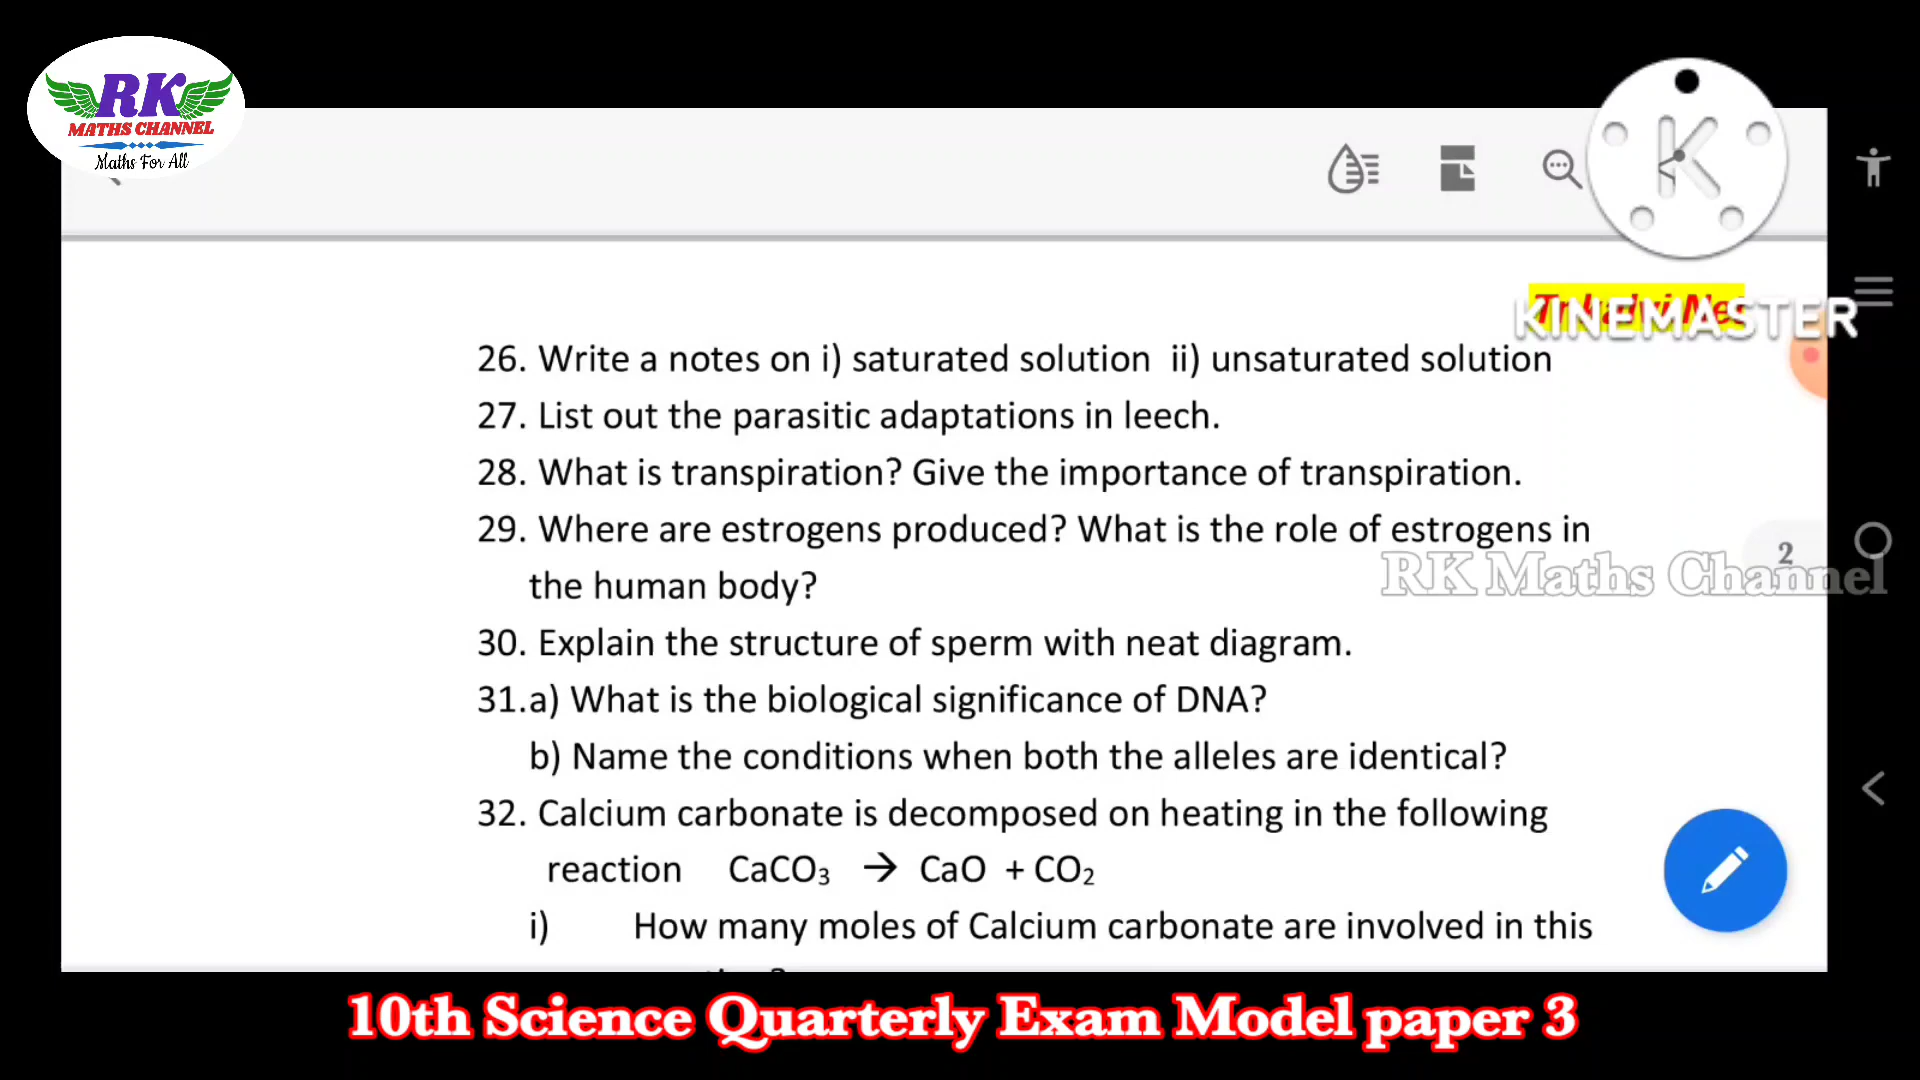 RK
MATHS CHANNEL
Maths For All
K
KINEMASTER
26. Write a notes on i) saturated solution ii) unsaturated solution
27. List out the parasitic adaptations in leech.
28. What is transpiration? Give the importance of transpiration.
29. Where are estrogens produced? What is the role of estrogens in
the human body?
2
RK Maths Channel
30. Explain the structure of sperm with neat diagram.
31.a) What is the biological significance of DNA?
b) Name the conditions when both the alleles are identical?
32. Calcium carbonate is decomposed on heating in the following
reaction CaCO₃ → CaO + CO₂
i) How many moles of Calcium carbonate are involved in this
10th Science Quarterly Exam Model paper 3